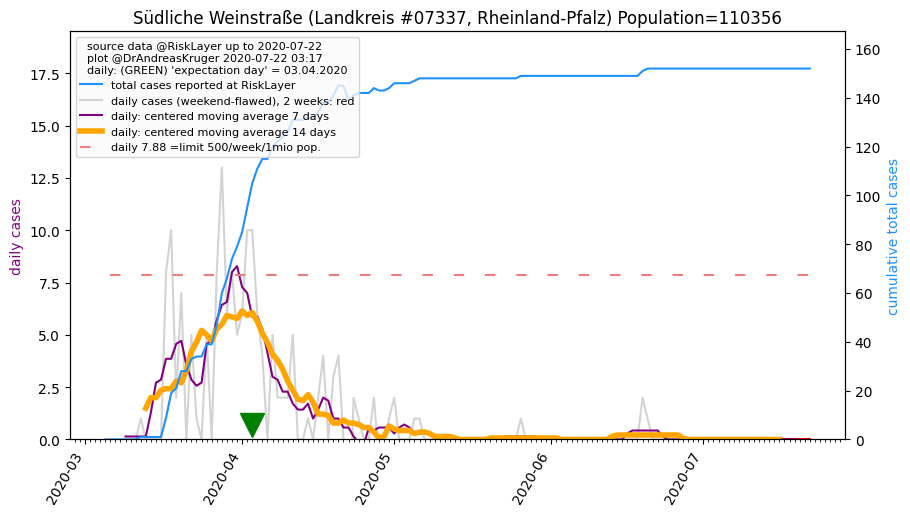 Südliche Weinstraße (Landkreis #07337, Rheinland-Pfalz) Population=110356
source data @RiskLayer up to 2020-07-22
plot @DrAndreasKruger 2020-07-22 03:17
daily: (GREEN) 'expectation day' = 03.04.2020
total cases reported at RiskLayer
daily cases (weekend-flawed), 2 weeks: red
daily: centered moving average 7 days
daily: centered moving average 14 days
daily 7.88 =limit 500/week/1mio pop.
daily cases
17.5
15.0
12.5
10.0
7.5
5.0
2.5
0.0
160
140
120
100
80
60
40
20
0
cumulative total cases
2020-03
2020-04
2020-05
2020-06
2020-07